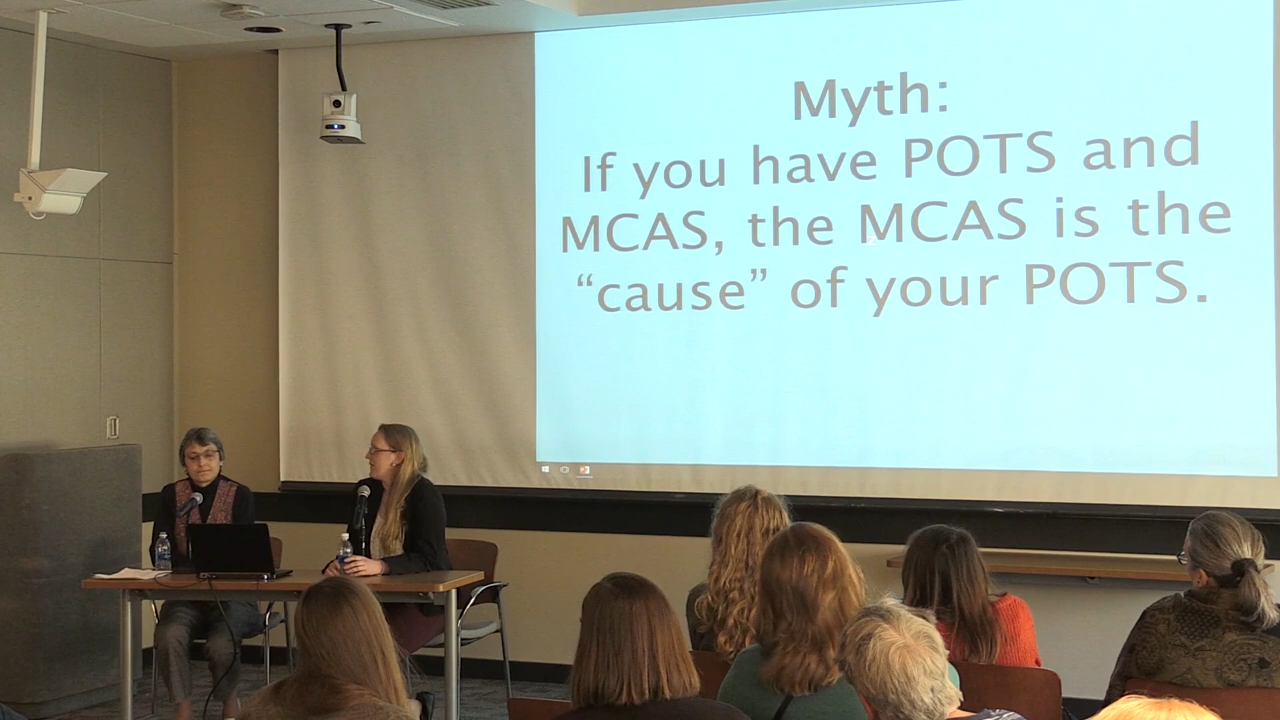 Myth:
If you have POTS and
MCAS, the MCAS is the
“cause” of your POTS.